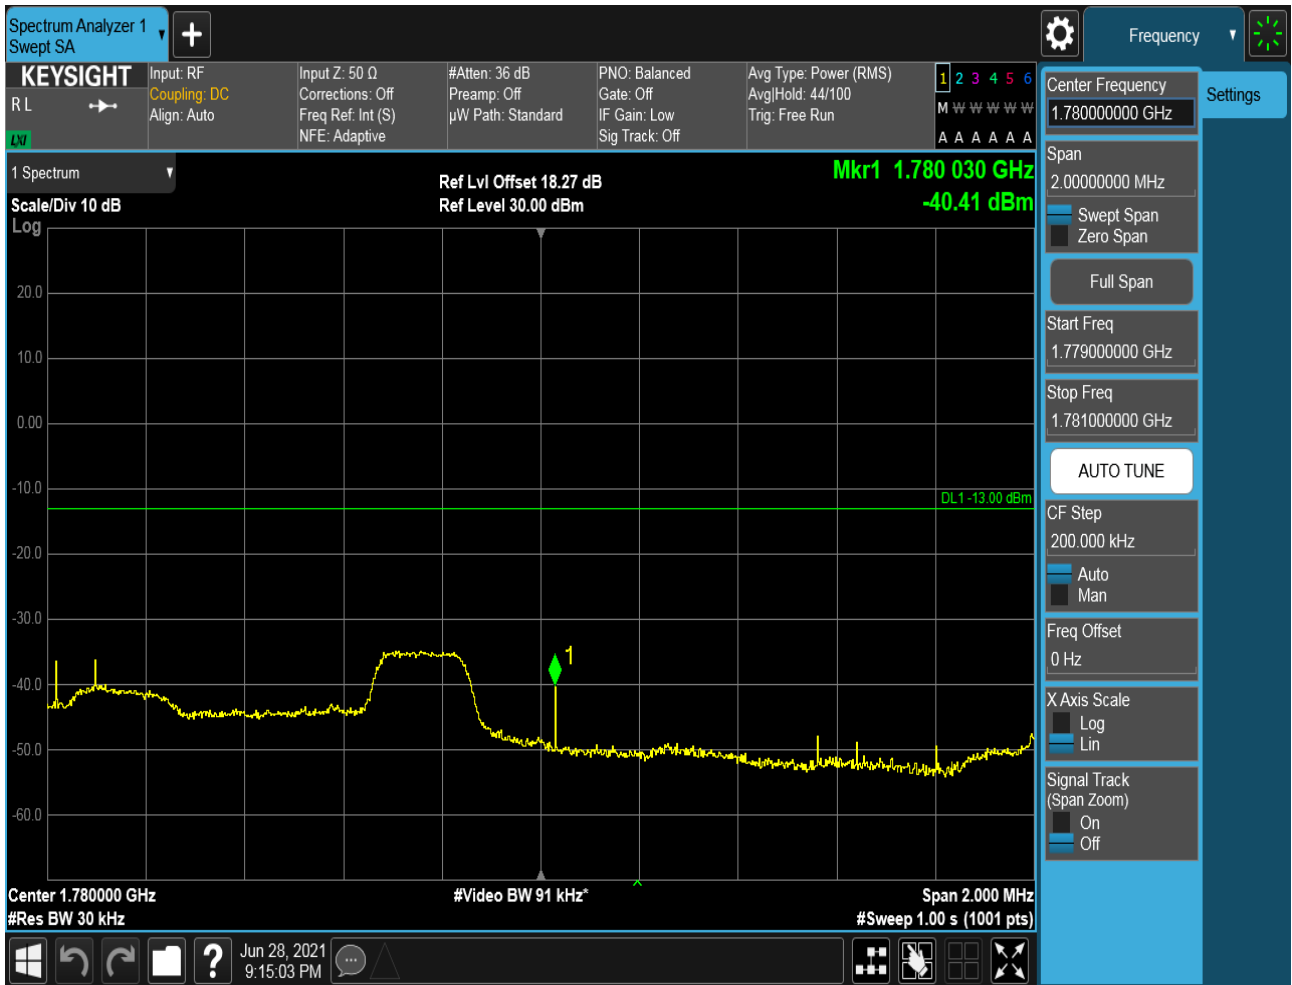 Spectrum Analyzer 1
Swept SA
Frequency
KEYSIGHT
R L
LXI
Input: RF
Coupling: DC
Align: Auto
Input Z: 50 Ω
Corrections: Off
Freq Ref: Int (S)
NFE: Adaptive
#Atten: 36 dB
Preamp: Off
µW Path: Standard
PNO: Balanced
Gate: Off
IF Gain: Low
Sig Track: Off
Avg Type: Power (RMS)
Avg|Hold: 44/100
Trig: Free Run
1 2 3 4 5 6
M W W W W W
A A A A A A
1 Spectrum
Scale/Div 10 dB
Log
Ref Lvl Offset 18.27 dB
Ref Level 30.00 dBm
Mkr1 1.780 030 GHz
-40.41 dBm
20.0
10.0
0.00
-10.0
DL1 -13.00 dBm
-20.0
-30.0
1
-40.0
-50.0
-60.0
Center 1.780000 GHz
#Res BW 30 kHz
#Video BW 91 kHz*
Span 2.000 MHz
#Sweep 1.00 s (1001 pts)
?
Jun 28, 2021
9:15:03 PM
Center Frequency
1.780000000 GHz
Settings
Span
2.00000000 MHz
Swept Span
Zero Span
Full Span
Start Freq
1.779000000 GHz
Stop Freq
1.781000000 GHz
AUTO TUNE
CF Step
200.000 kHz
Auto
Man
Freq Offset
0 Hz
X Axis Scale
Log
Lin
Signal Track
(Span Zoom)
On
Off